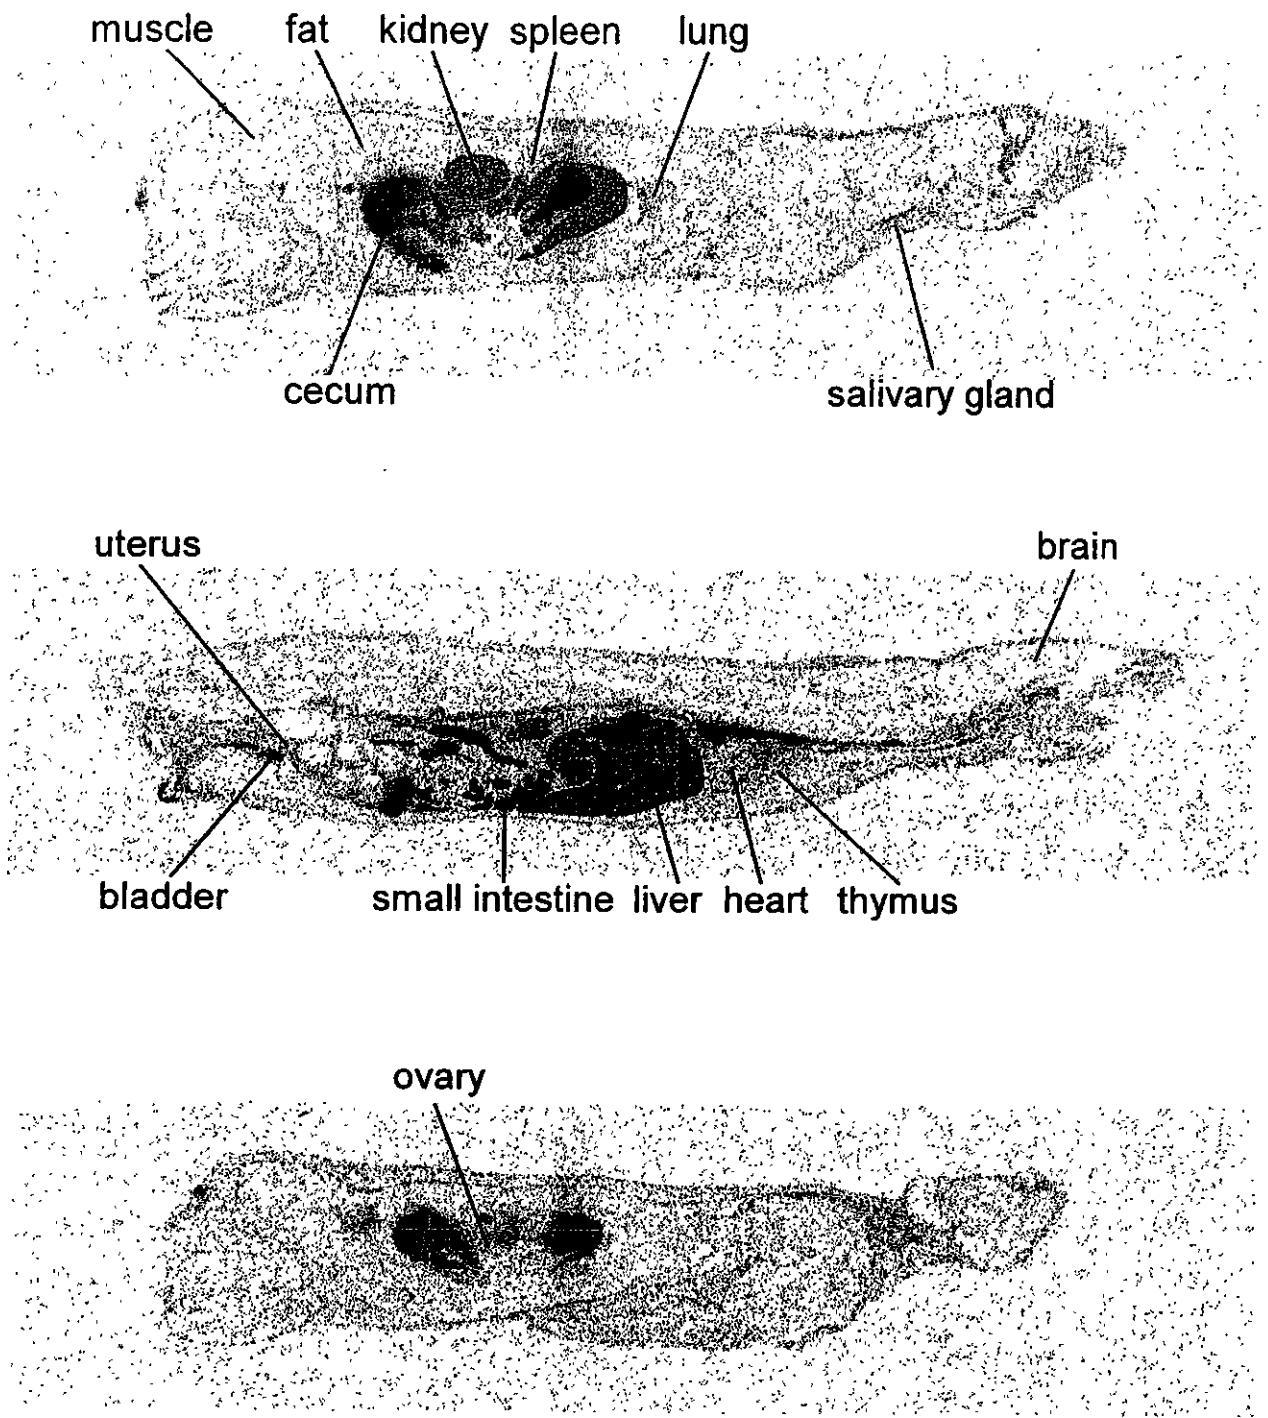 muscle fat kidney spleen lung
cecum salivary gland
uterus brain
bladder small intestine liver heart thymus
ovary